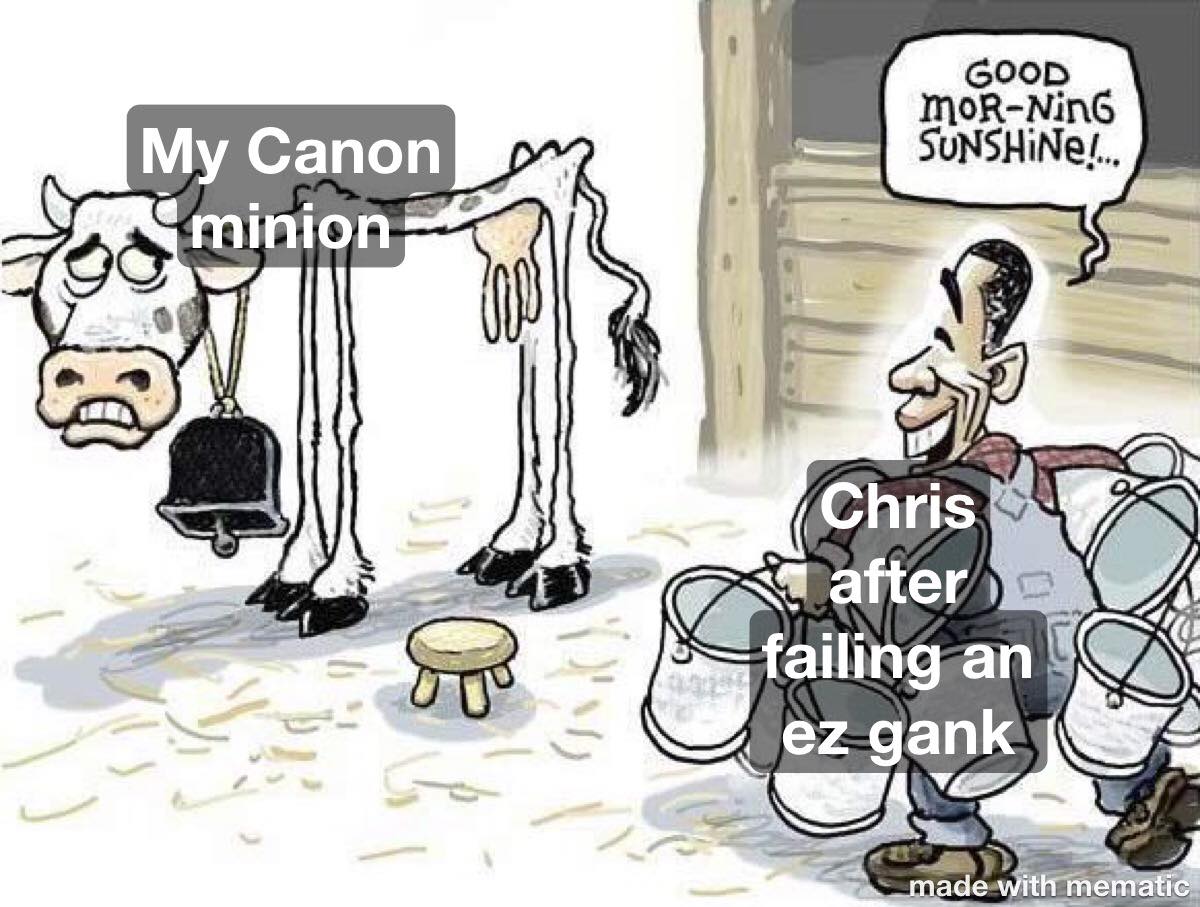 My Canon
minion
GOOD
MOR-NiNG
SUNSHiNe!...
Chris
after
failing an
ez gank
made with mematic